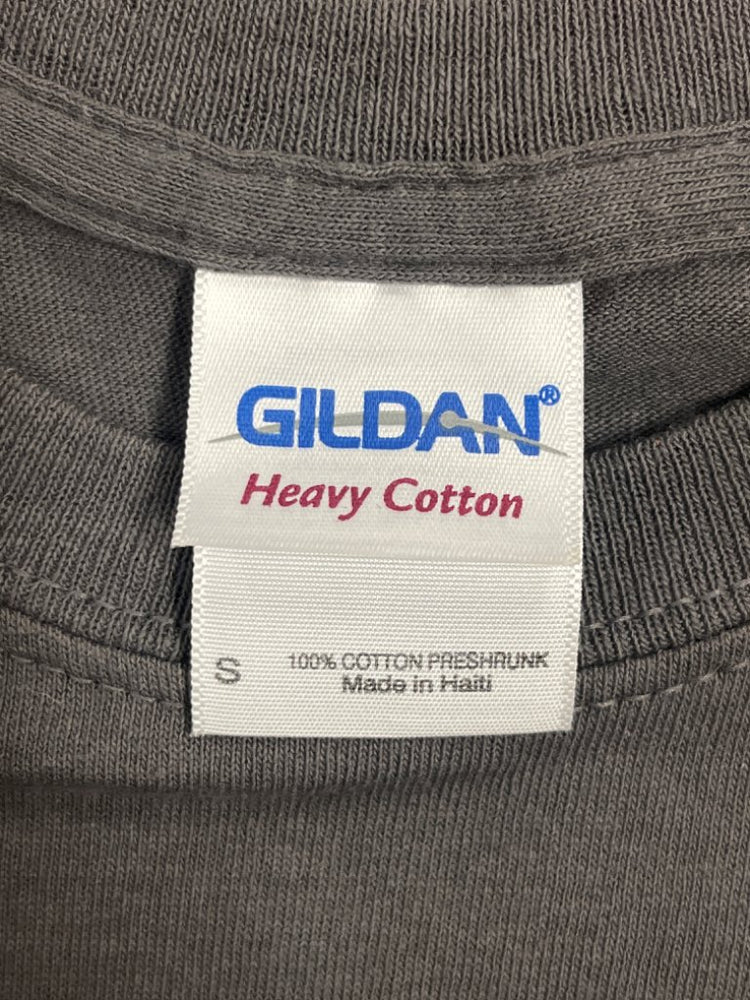 GILDAN®
Heavy Cotton
S 100% COTTON PRESHRUNK
Made in Haiti